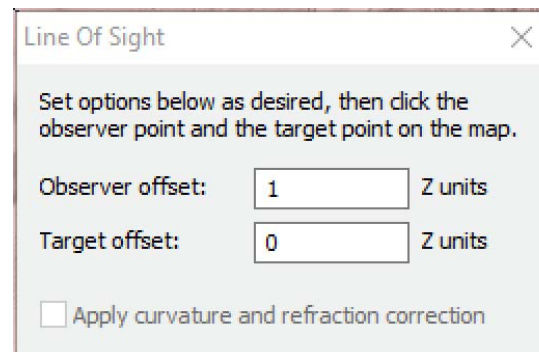 Line Of Sight
Set options below as desired, then click the
observer point and the target point on the map.
Observer offset: 1 Z units
Target offset: 0 Z units
Apply curvature and refraction correction